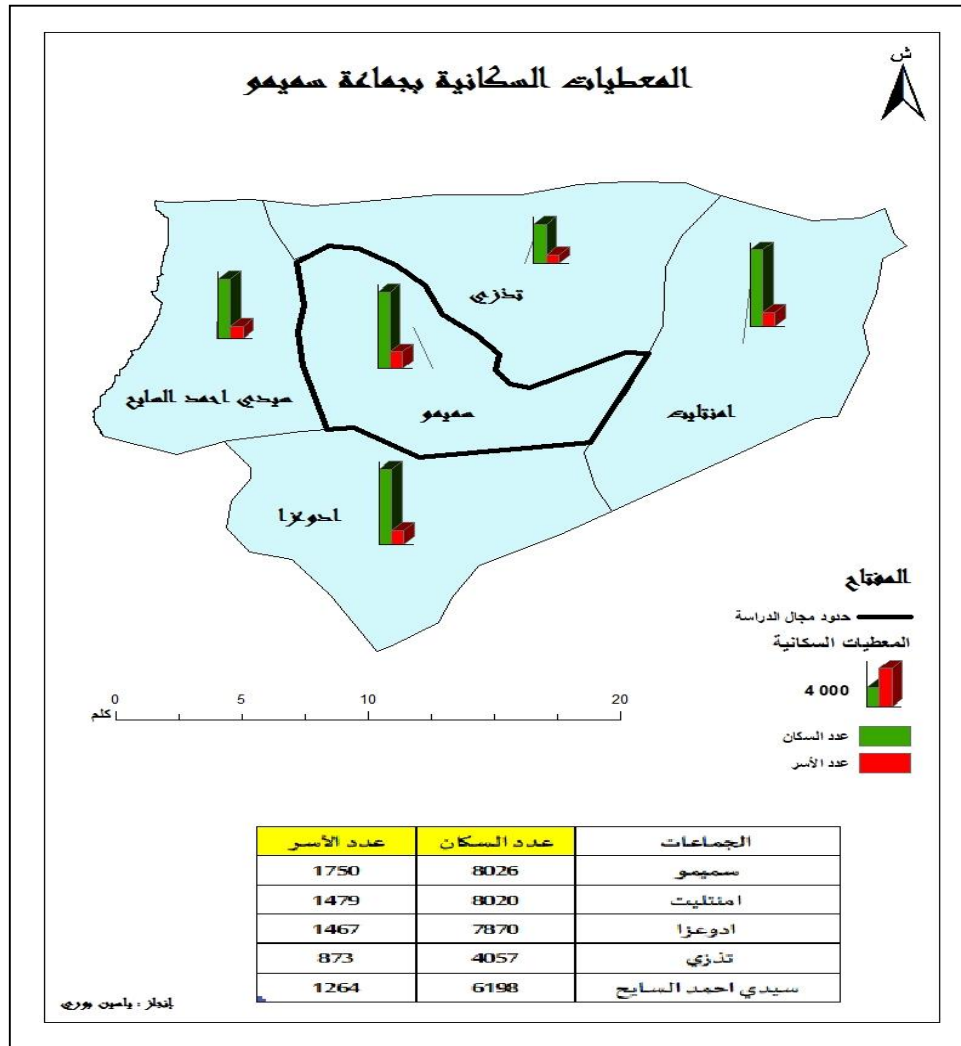 ش
المعطيات السكانية بجماعة سميمو
تذزي
سيدي احمد السايح
سميمو
امنتليت
ادوعزا
المفتاح
حدود مجال الدراسة
المعطيات السكانية
4 000
عدد السكان
عدد الأسر
0 5 10 20
كلم
الجماعات عدد السكان عدد الأسر
سميمو 8026 1750
امنتليت 8020 1479
ادوعزا 7870 1467
تذزي 4057 873
سيدي احمد السايح 6198 1264
إنجاز : ياسين بوري